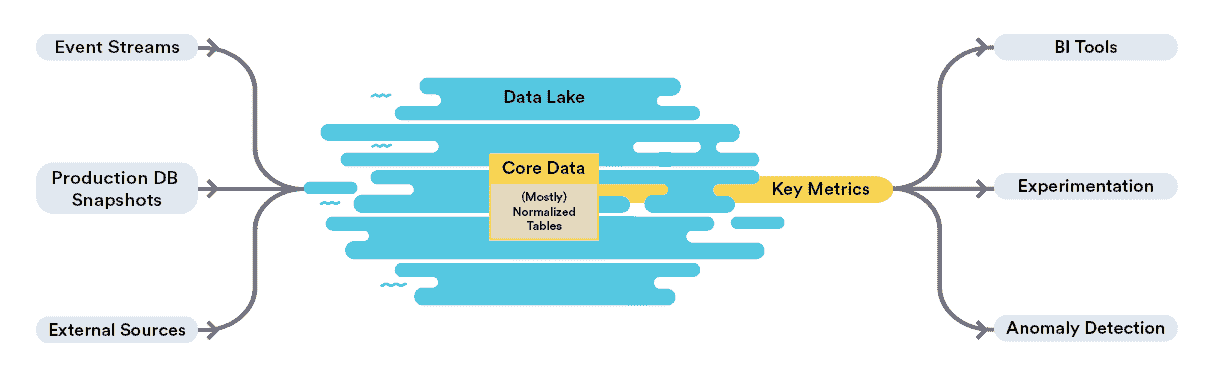 Event Streams
Production DB
Snapshots
External Sources
Data Lake
Core Data
(Mostly)
Normalized
Tables
Key Metrics
BI Tools
Experimentation
Anomaly Detection